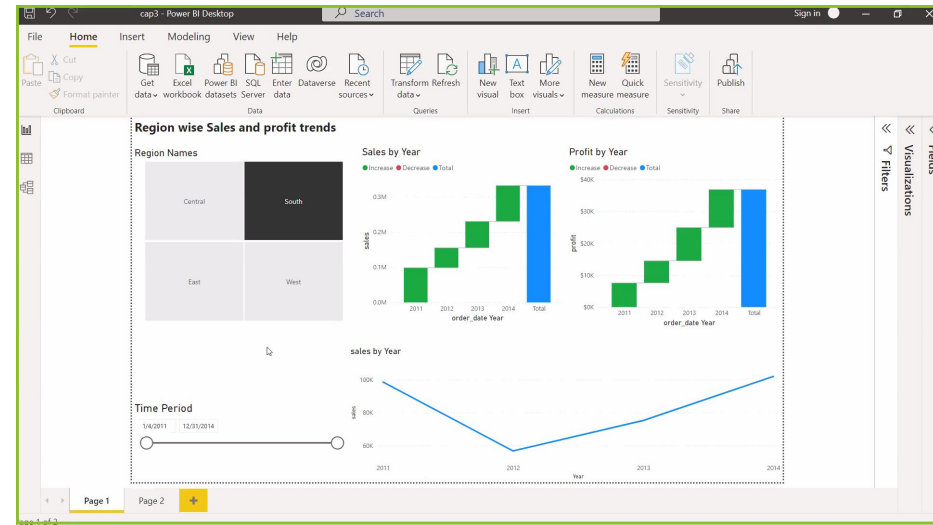 cap3 - Power BI Desktop
Search
Sign in
File Home Insert Modeling View Help
Paste
Cut
Copy
Format painter
Clipboard
Get data
Excel workbook
Power BI datasets
SQL Server
Enter data
Dataverse
Recent sources
Data
Transform data
Refresh
Queries
New visual
Text box
More visuals
Insert
New measure
Quick measure
Calculations
Sensitivity
Sensitivity
Publish
Share
Region wise Sales and profit trends
Region Names
Central
South
East
West
Sales by Year
Increase Decrease Total
0.3M
0.2M
0.1M
0.0M
sales
2011 2012 2013 2014 Total
order_date Year
Profit by Year
Increase Decrease Total
$40K
$30K
$20K
$10K
$0K
profit
2011 2012 2013 2014 Total
order_date Year
Filters
Visualizations
Fields
sales by Year
100K
80K
60K
sales
2011 2012 2013 2014
Year
Time Period
1/4/2011 12/31/2014
Page 1 Page 2 +
Page 1 of 2